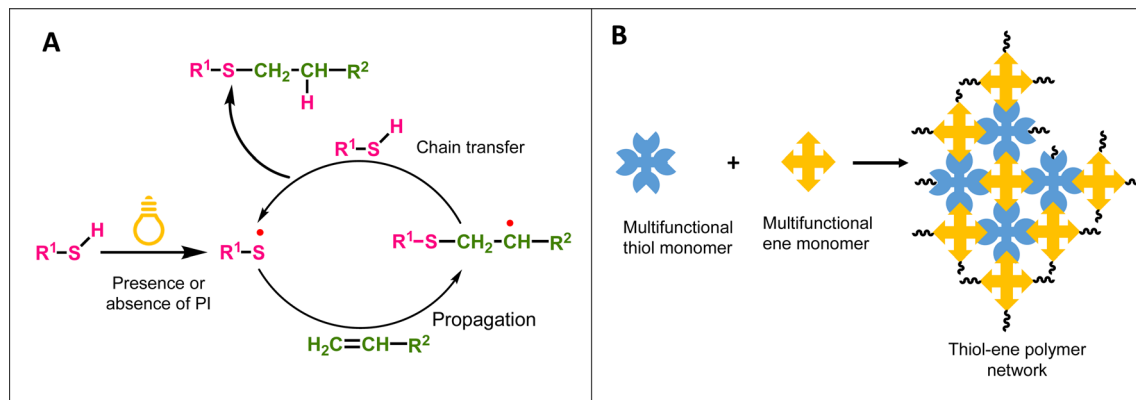 A
R¹-S-CH₂-CH-R²
H
H
R¹-S
Chain transfer
H
R¹-S
Presence or
absence of PI
R¹-S
R¹-S-CH₂-CH-R²
Propagation
H₂C=CH-R²
B
+
Multifunctional
thiol monomer
Multifunctional
ene monomer
Thiol-ene polymer
network